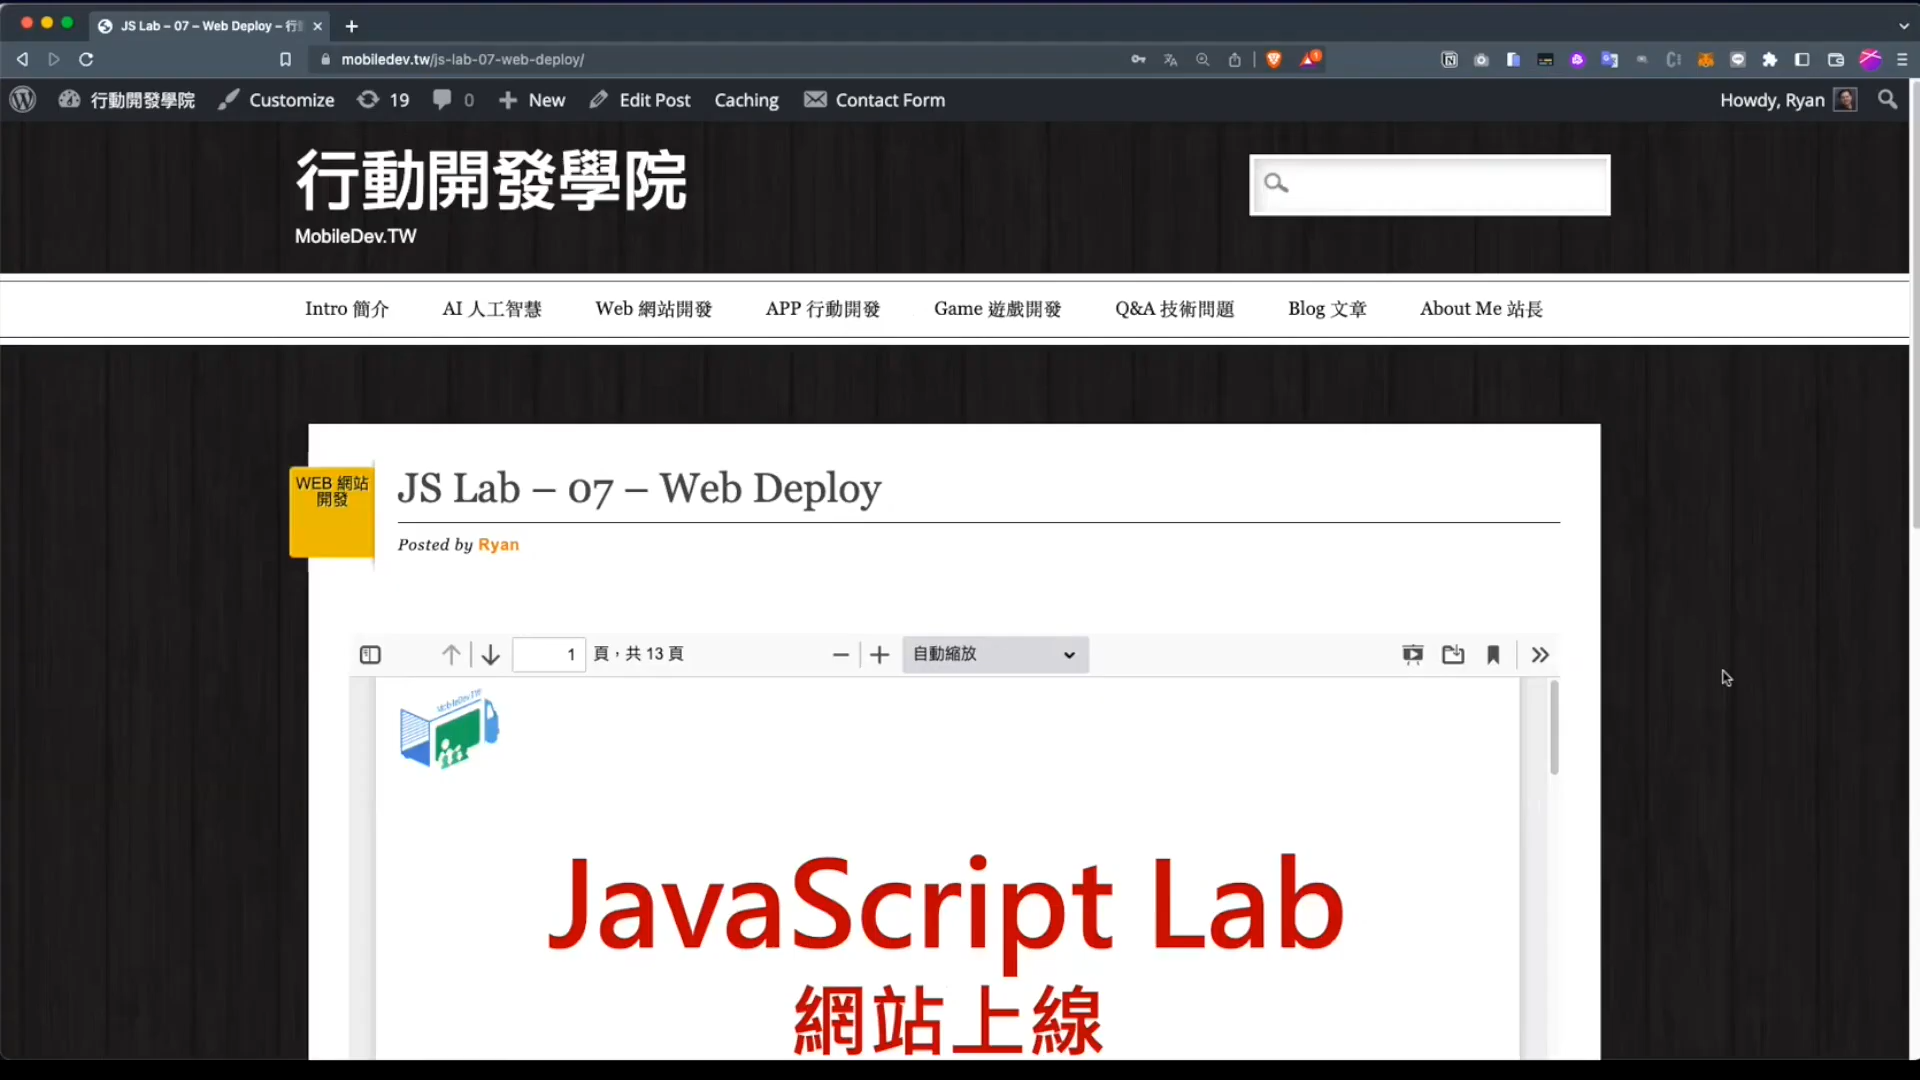 JS Lab – 07 – Web Deploy – 行
mobiledev.tw/js-lab-07-web-deploy/
1
行動開發學院 Customize 19 0 New Edit Post Caching Contact Form Howdy, Ryan
行動開發學院
MobileDev.TW
Intro 簡介 AI 人工智慧 Web 網站開發 APP 行動開發 Game 遊戲開發 Q&A 技術問題 Blog 文章 About Me 站長
WEB 網站
開發
JS Lab – 07 – Web Deploy
Posted by Ryan
1 頁，共 13 頁 自動縮放
MobileDev.TW
JavaScript Lab
網站上線